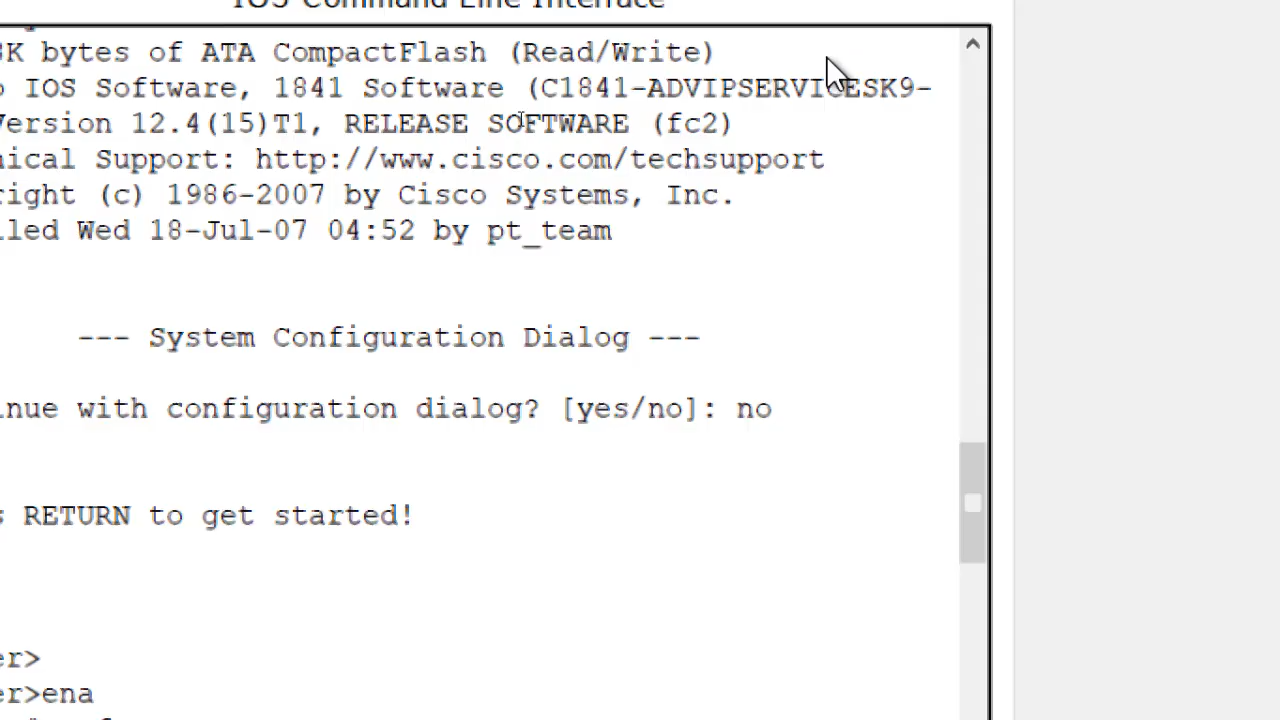 IOS Command Line Interface
K bytes of ATA CompactFlash (Read/Write)
IOS Software, 1841 Software (C1841-ADVIPSERVICESK9-
Version 12.4(15)T1, RELEASE SOFTWARE (fc2)
nical Support: http://www.cisco.com/techsupport
right (c) 1986-2007 by Cisco Systems, Inc.
led Wed 18-Jul-07 04:52 by pt_team
--- System Configuration Dialog ---
inue with configuration dialog? [yes/no]: no
s RETURN to get started!
er>
er>ena